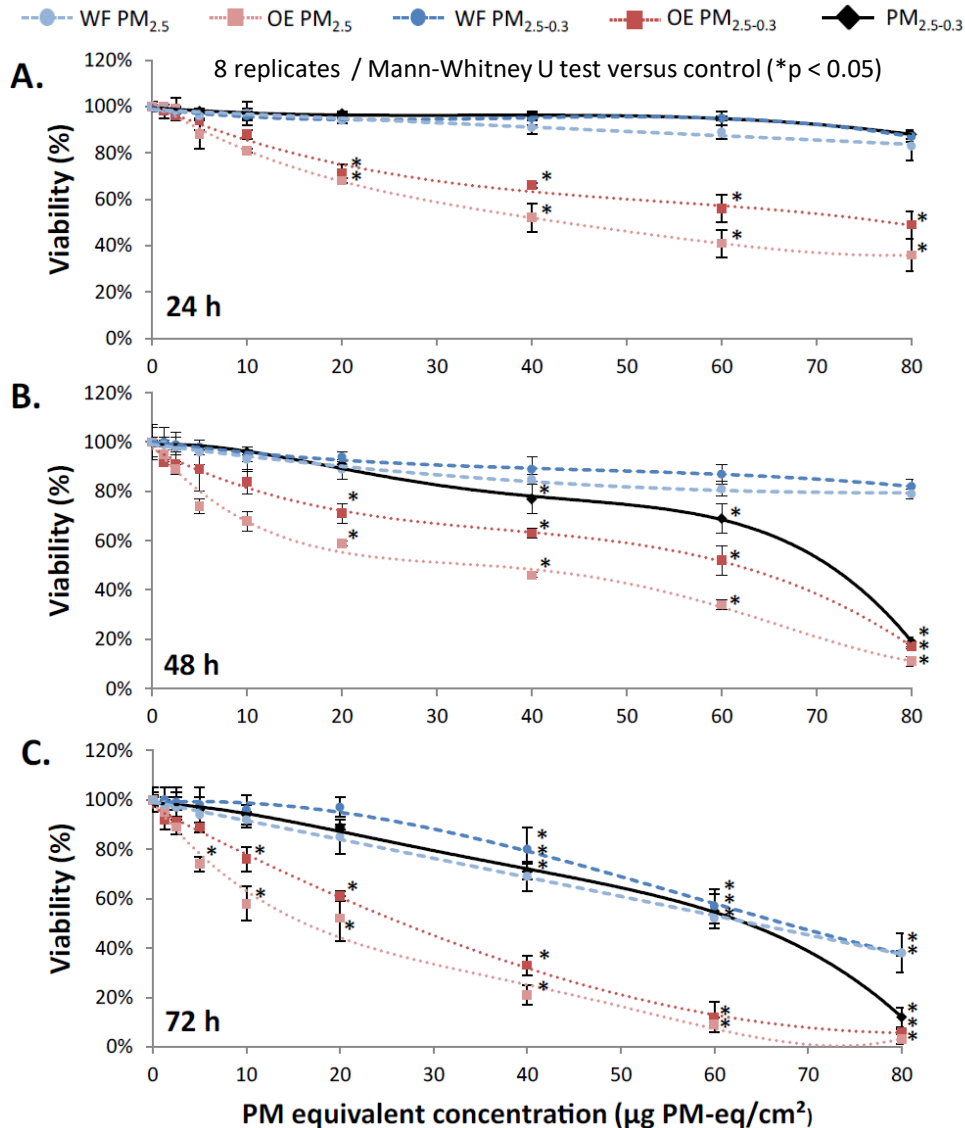 WF PM2.5 OE PM2.5 WF PM2.5-0.3 OE PM2.5-0.3 PM2.5-0.3
A.
8 replicates / Mann-Whitney U test versus control (*p < 0.05)
Viability (%)
120%
100%
80%
60%
40%
20%
0%
* * * * * * * *
24 h
0 10 20 30 40 50 60 70 80
B.
Viability (%)
120%
100%
80%
60%
40%
20%
0%
* * * * * * * * * * *
48 h
0 10 20 30 40 50 60 70 80
C.
Viability (%)
120%
100%
80%
60%
40%
20%
0%
* * * * * * * * * * * * * * * * * * * *
72 h
0 10 20 30 40 50 60 70 80
PM equivalent concentration (µg PM-eq/cm²)